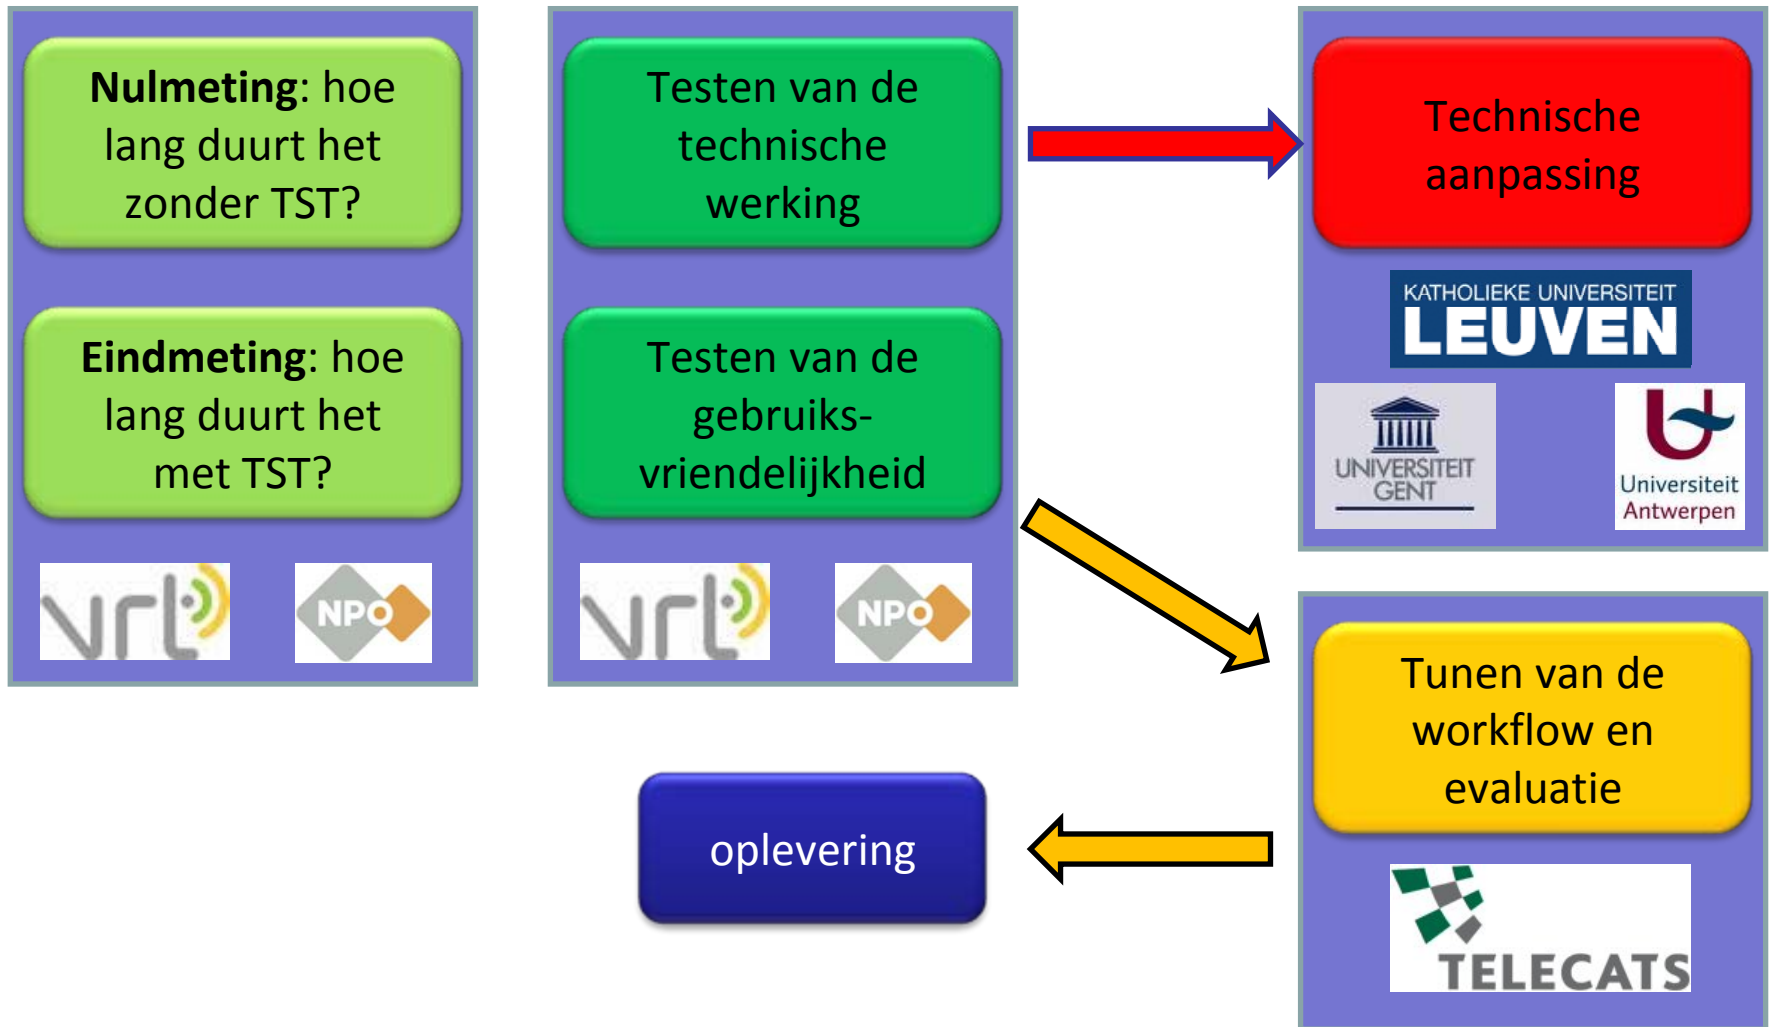 Nulmeting: hoe
lang duurt het
zonder TST?
Eindmeting: hoe
lang duurt het
met TST?
vrt
NPO
Testen van de
technische
werking
Testen van de
gebruiks-
vriendelijkheid
vrt
NPO
Technische
aanpassing
KATHOLIEKE UNIVERSITEIT
LEUVEN
UNIVERSITEIT
GENT
Universiteit
Antwerpen
Tunen van de
workflow en
evaluatie
TELECATS
oplevering